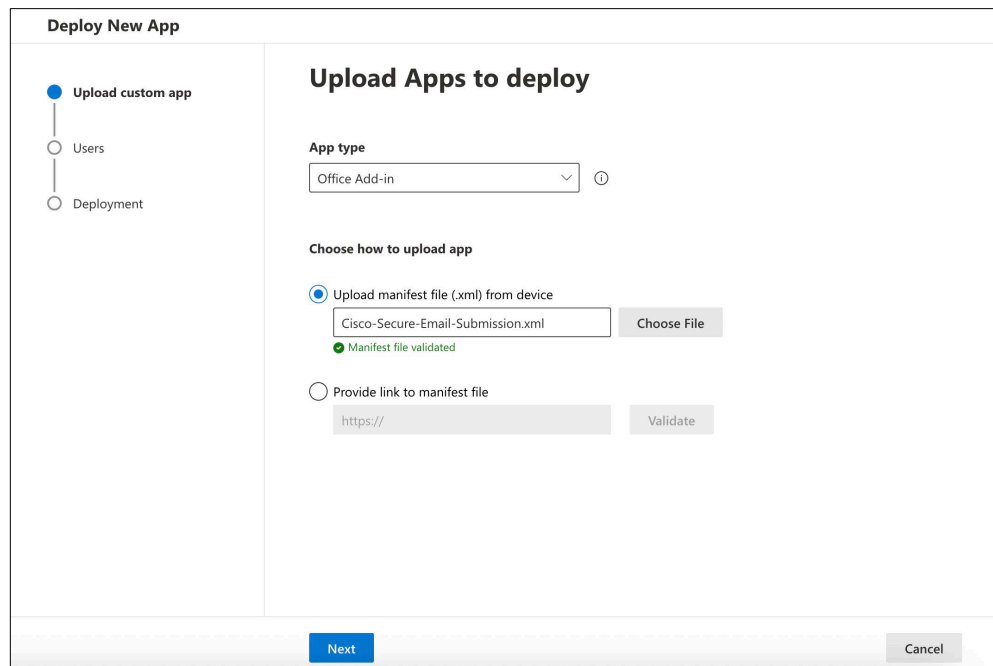 Deploy New App
Upload custom app
Users
Deployment
Upload Apps to deploy
App type
Office Add-in
Choose how to upload app
Upload manifest file (.xml) from device
Cisco-Secure-Email-Submission.xml
Choose File
Manifest file validated
Provide link to manifest file
https://
Validate
Next
Cancel